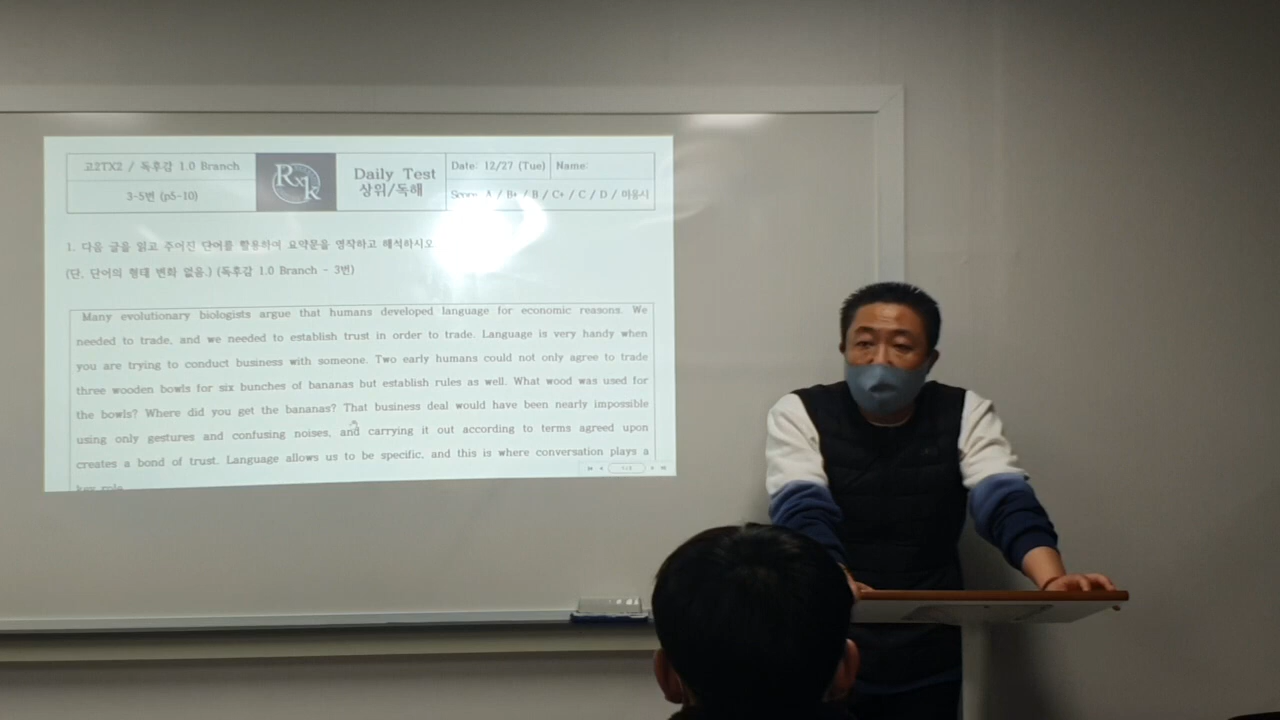 고2TX2 / 독후감 1.0 Branch
3-5번 (p5-10)
RxK
Daily Test
상위/독해
Date: 12/27 (Tue) Name:
Score: A / B+ / B / C+ / C / D / 마음시
1. 다음 글을 읽고 주어진 단어를 활용하여 요약문을 영작하고 해석하시오
(단, 단어의 형태 변화 없음.) (독후감 1.0 Branch - 3번)
Many evolutionary biologists argue that humans developed language for economic reasons. We
needed to trade, and we needed to establish trust in order to trade. Language is very handy when
you are trying to conduct business with someone. Two early humans could not only agree to trade
three wooden bowls for six bunches of bananas but establish rules as well. What wood was used for
the bowls? Where did you get the bananas? That business deal would have been nearly impossible
using only gestures and confusing noises, and carrying it out according to terms agreed upon
creates a bond of trust. Language allows us to be specific, and this is where conversation plays a
key role.